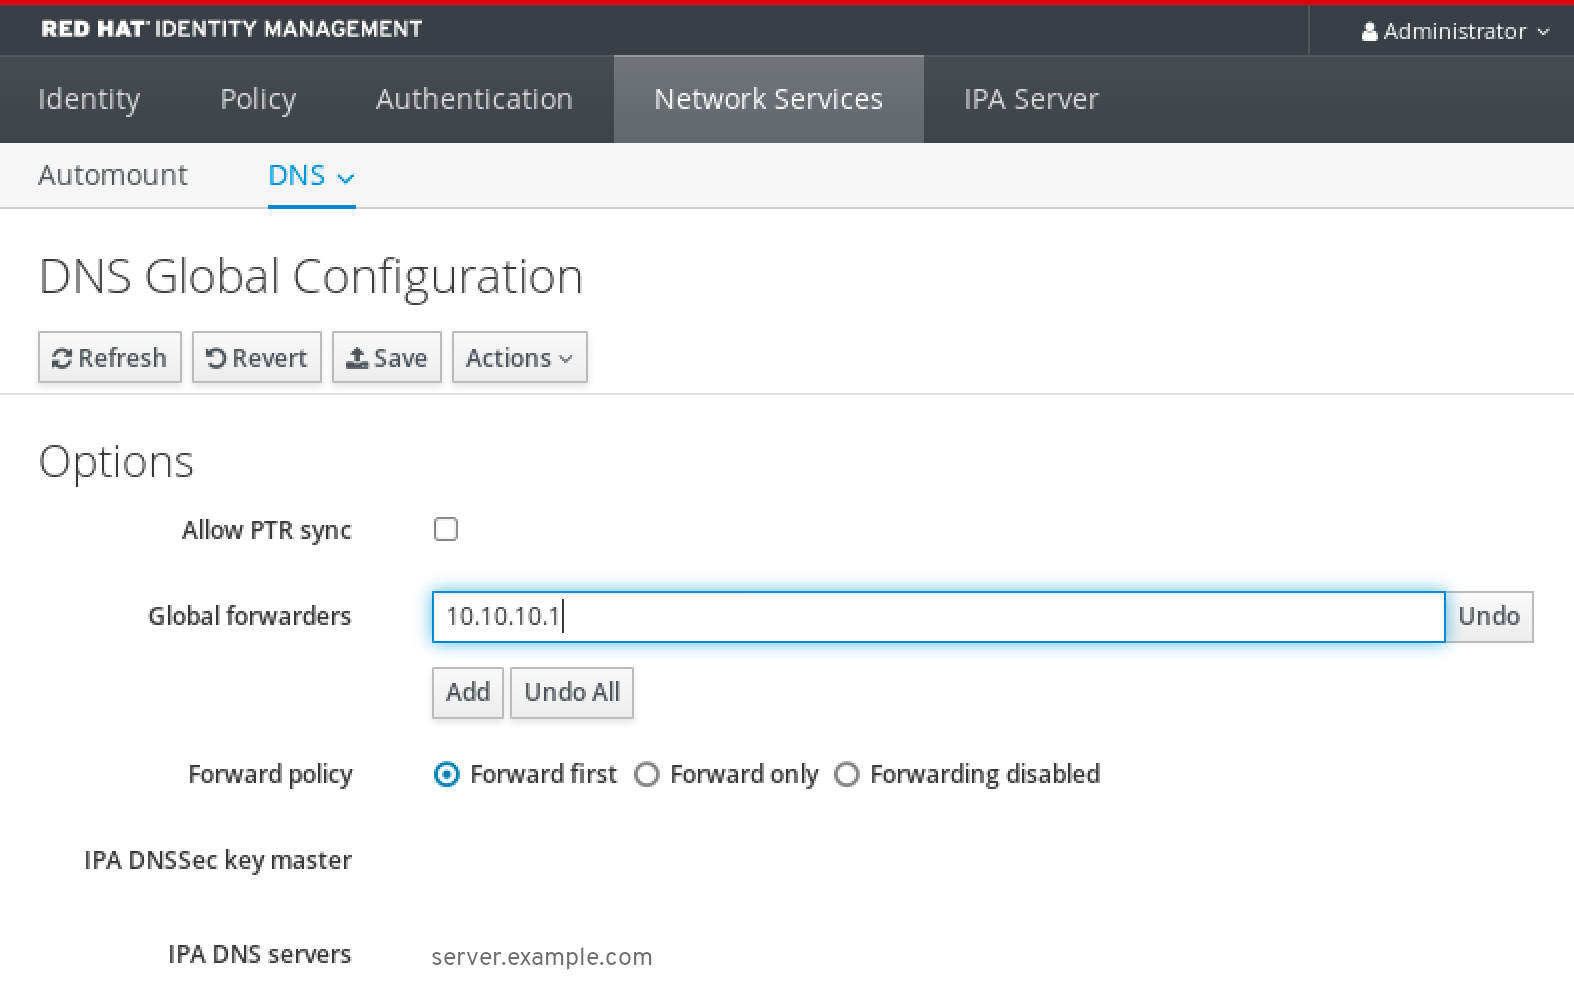 RED HAT® IDENTITY MANAGEMENT Administrator
Identity Policy Authentication Network Services IPA Server
Automount DNS
DNS Global Configuration
Refresh Revert Save Actions
Options
Allow PTR sync
Global forwarders 10.10.10.1 Undo
Add Undo All
Forward policy Forward first Forward only Forwarding disabled
IPA DNSSec key master
IPA DNS servers server.example.com